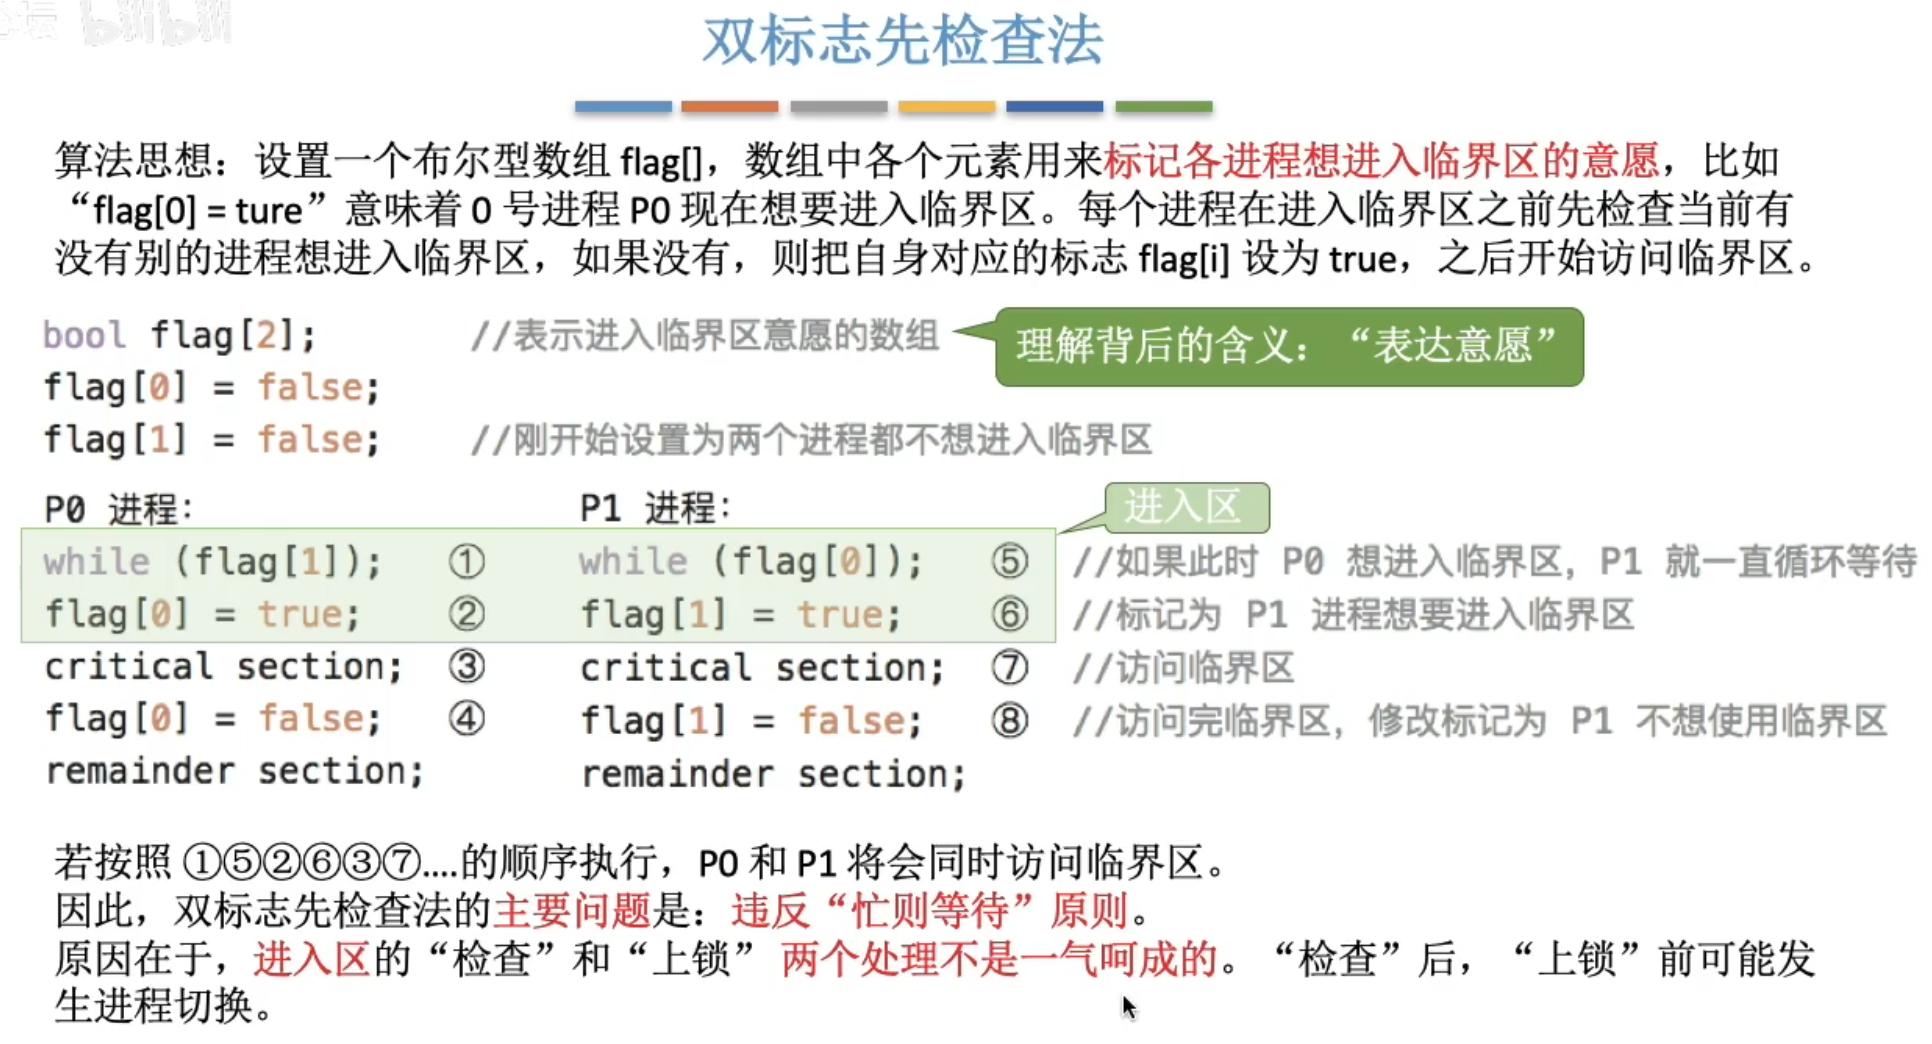 bilibili
双标志先检查法
算法思想：设置一个布尔型数组 flag[]，数组中各个元素用来标记各进程想进入临界区的意愿，比如
“flag[0] = ture”意味着 0 号进程 P0 现在想要进入临界区。每个进程在进入临界区之前先检查当前有
没有别的进程想进入临界区，如果没有，则把自身对应的标志 flag[i] 设为 true，之后开始访问临界区。
bool flag[2]; //表示进入临界区意愿的数组
理解背后的含义：“表达意愿”
flag[0] = false;
flag[1] = false; //刚开始设置为两个进程都不想进入临界区
P0 进程： P1 进程：
进入区
while (flag[1]); ① while (flag[0]); ⑤ //如果此时 P0 想进入临界区，P1 就一直循环等待
flag[0] = true; ② flag[1] = true; ⑥ //标记为 P1 进程想要进入临界区
critical section; ③ critical section; ⑦ //访问临界区
flag[0] = false; ④ flag[1] = false; ⑧ //访问完临界区，修改标记为 P1 不想使用临界区
remainder section; remainder section;
若按照 ①⑤②⑥③⑦....的顺序执行，P0 和 P1 将会同时访问临界区。
因此，双标志先检查法的主要问题是：违反“忙则等待”原则。
原因在于，进入区的“检查”和“上锁” 两个处理不是一气呵成的。“检查”后，“上锁”前可能发
生进程切换。